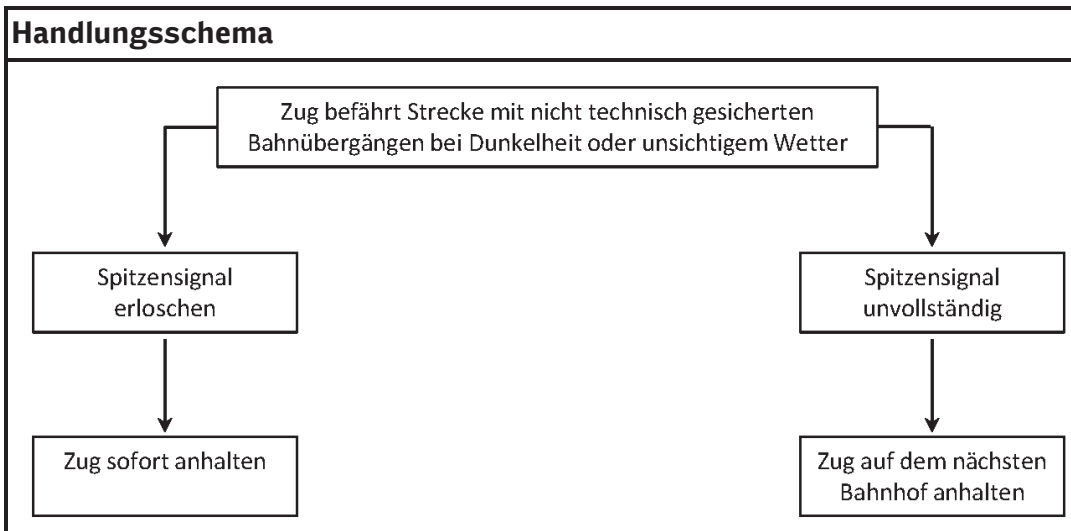 Handlungsschema
Zug befährt Strecke mit nicht technisch gesicherten
Bahnübergängen bei Dunkelheit oder unsichtigem Wetter
Spitzensignal
erloschen
Spitzensignal
unvollständig
Zug sofort anhalten
Zug auf dem nächsten
Bahnhof anhalten